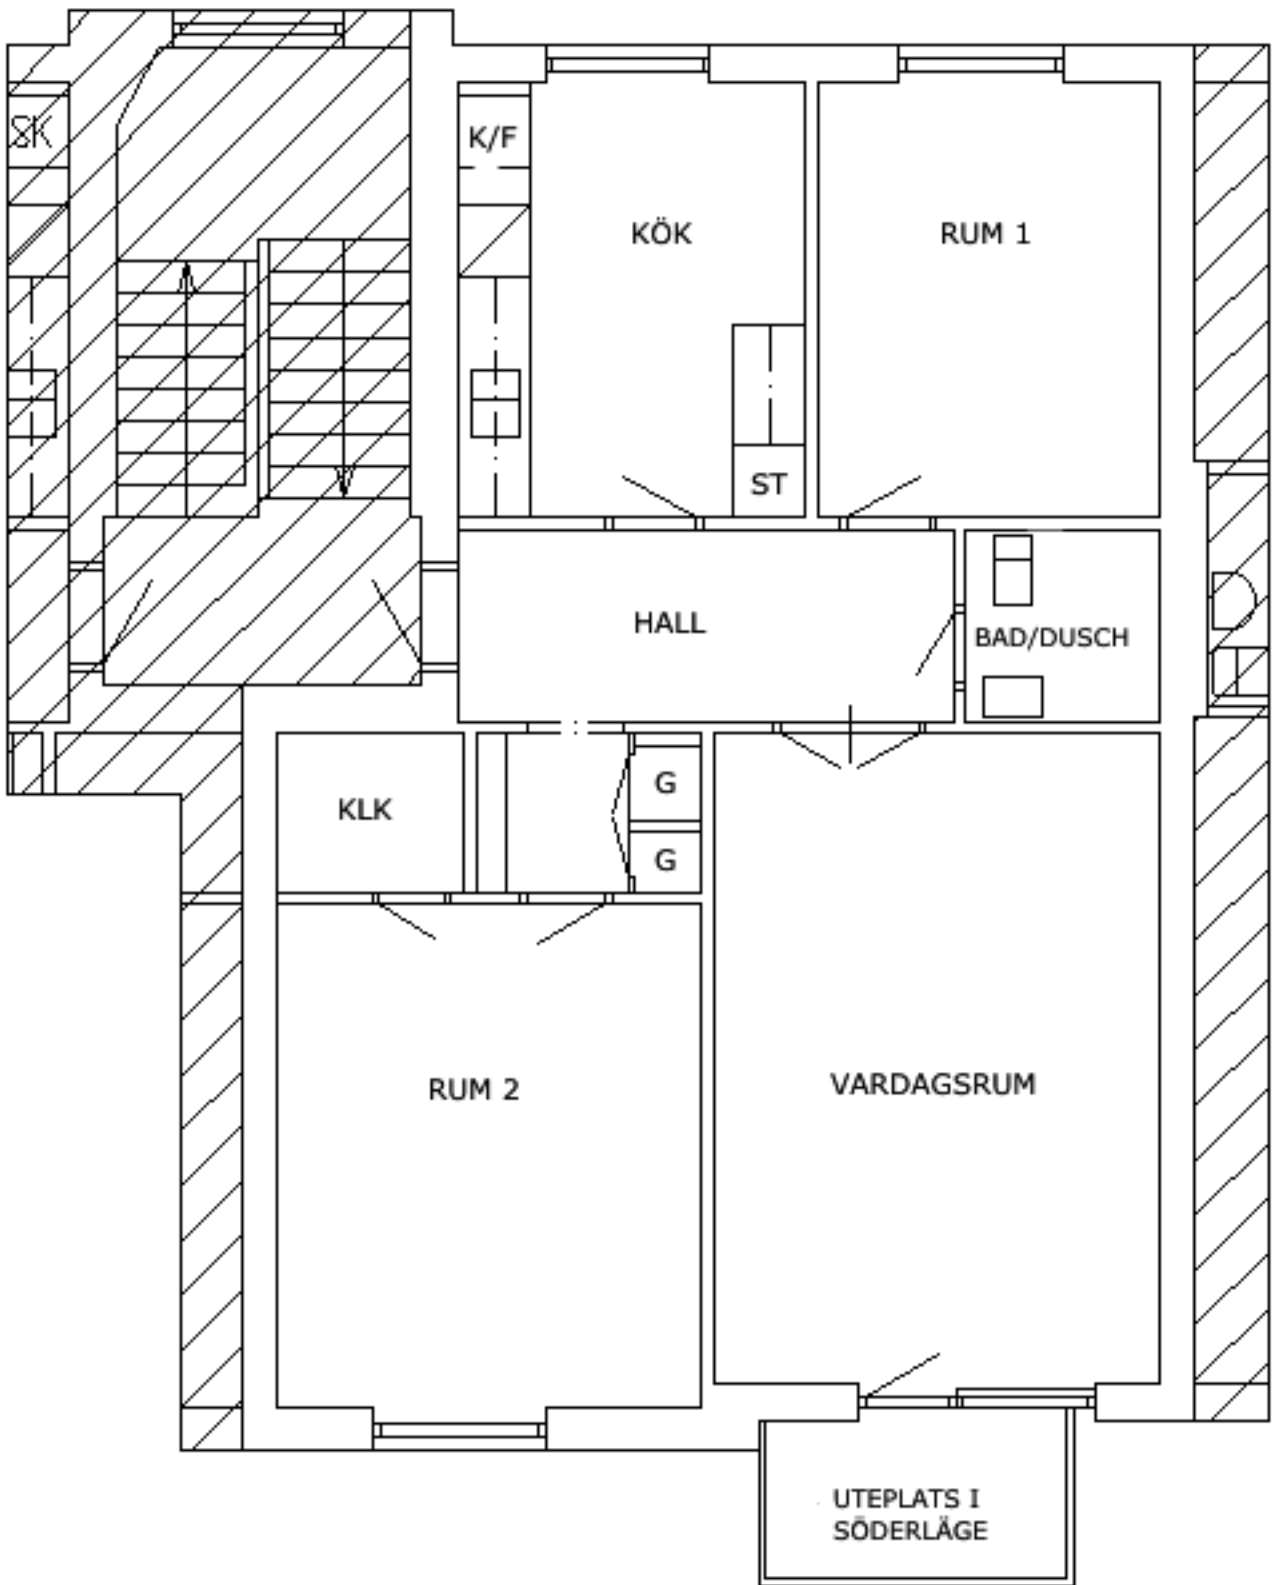 SK
K/F
KÖK
RUM 1
ST
HALL
BAD/DUSCH
KLK
G
G
RUM 2
VARDAGSRUM
UTEPLATS I
SÖDERLÄGE